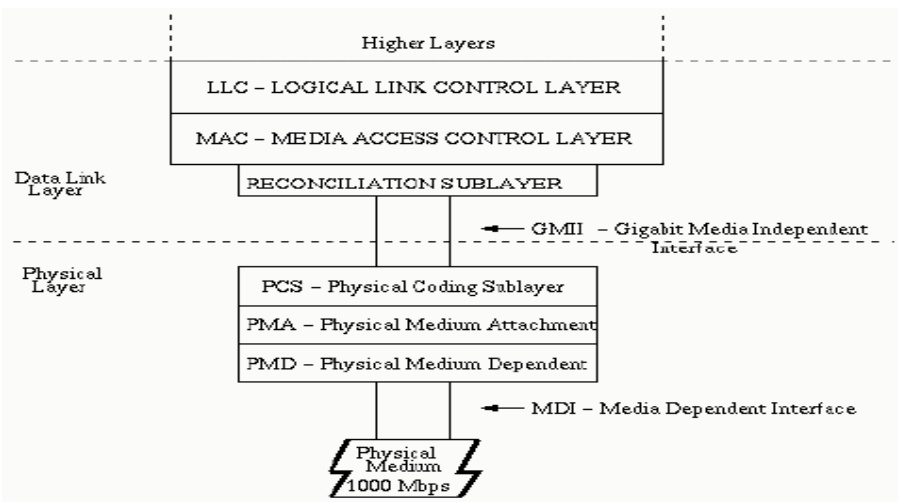 Higher Layers
LLC – LOGICAL LINK CONTROL LAYER
MAC – MEDIA ACCESS CONTROL LAYER
Data Link
Layer
RECONCILIATION SUBLAYER
GMII – Gigabit Media Independent
Interface
Physical
Layer
PCS – Physical Coding Sublayer
PMA – Physical Medium Attachment
PMD – Physical Medium Dependent
MDI – Media Dependent Interface
Physical
Medium
1000 Mbps